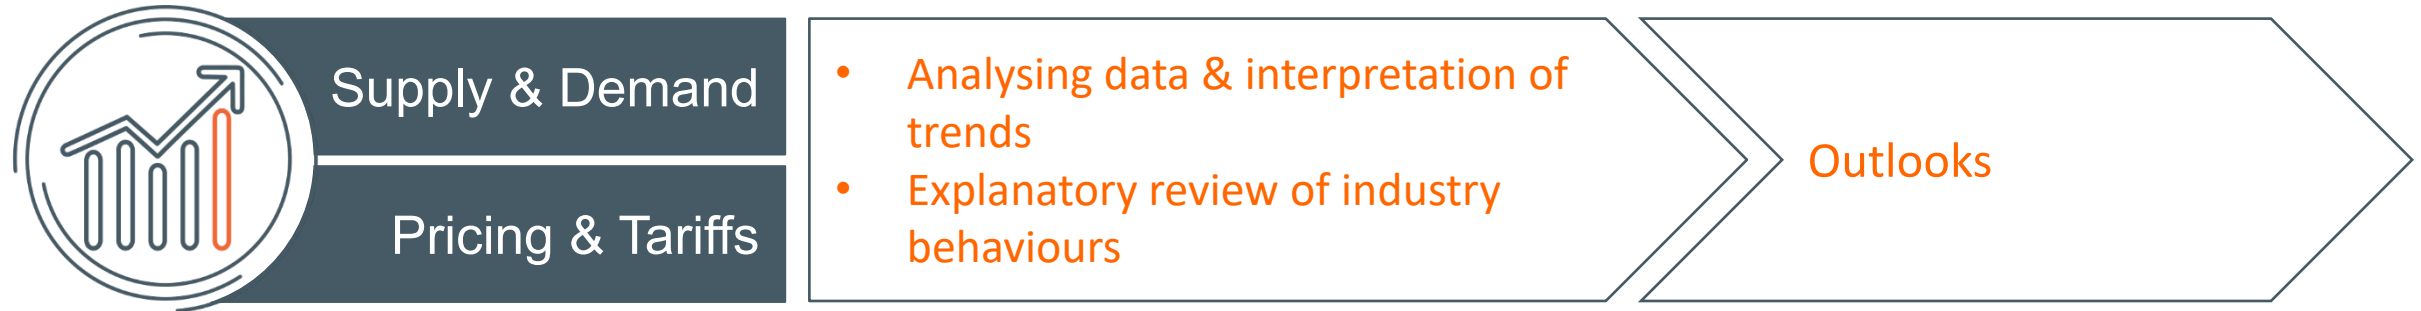 Supply & Demand
Pricing & Tariffs
• Analysing data & interpretation of
trends
• Explanatory review of industry
behaviours
Outlooks